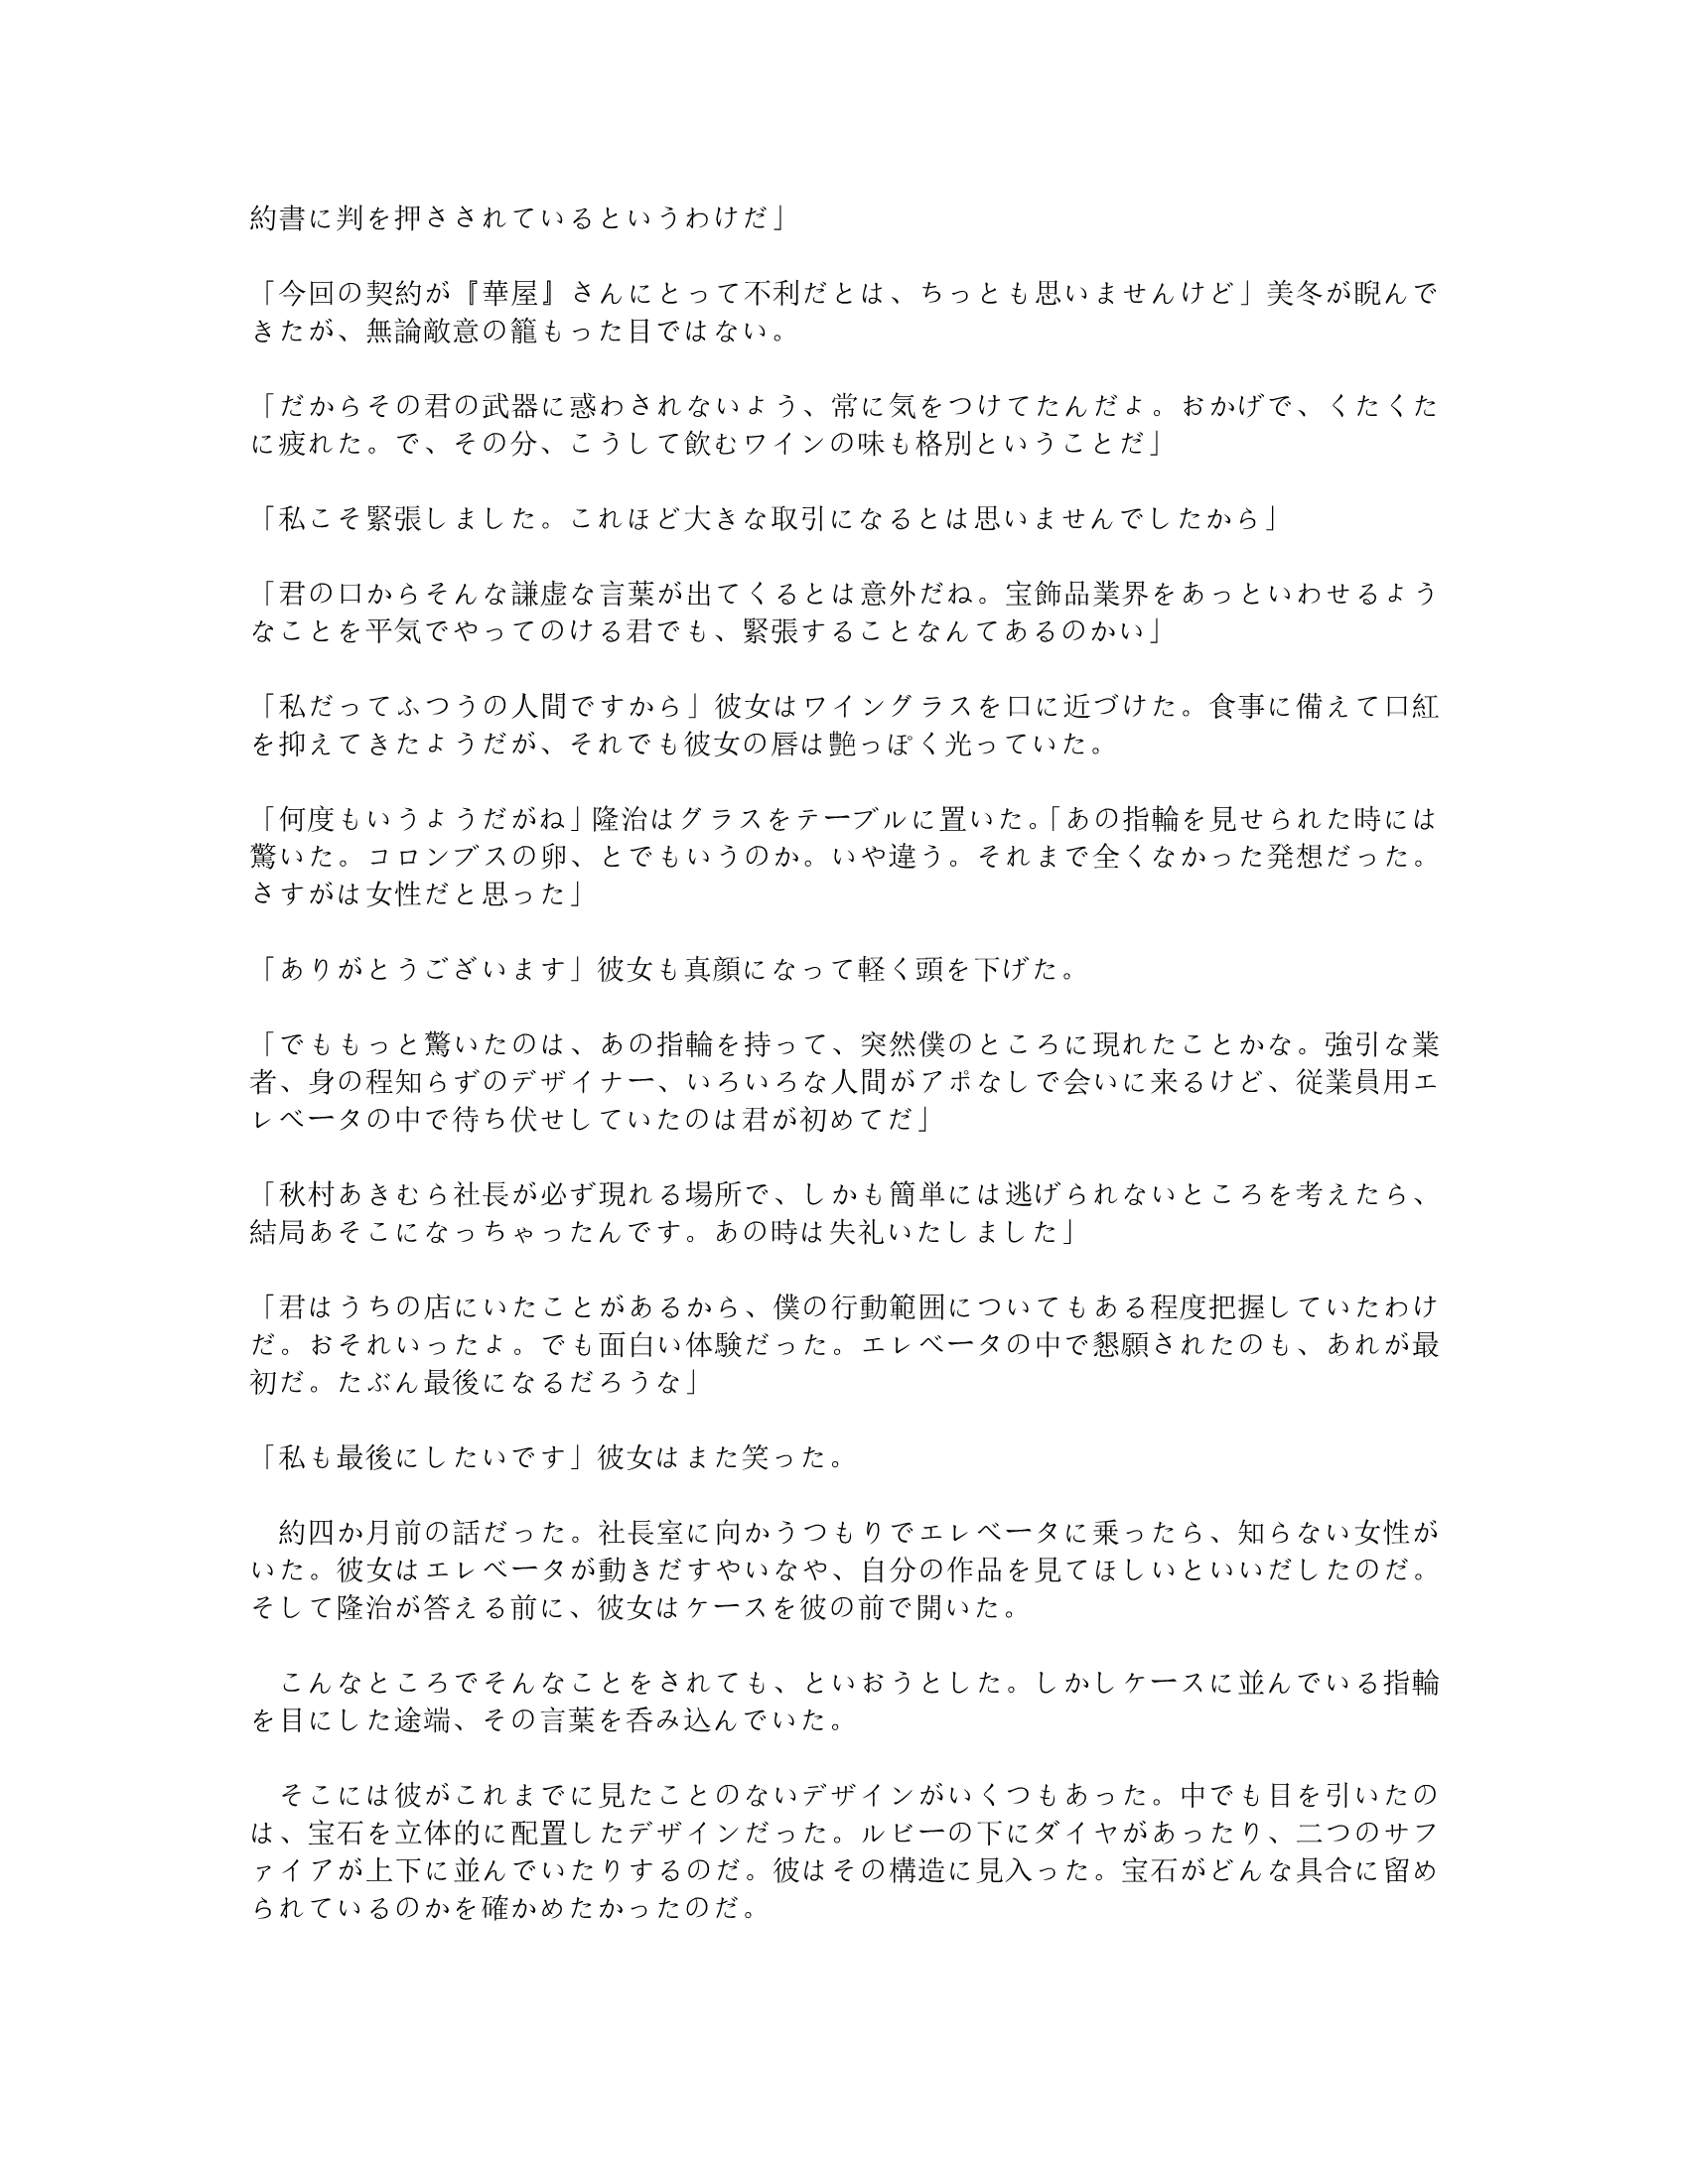 約書に判を押さされているというわけだ」
「今回の契約が『華屋』さんにとって不利だとは、ちっとも思いませんけど」美冬が睨んで
きたが、無論敵意の籠もった目ではない。
「だからその君の武器に惑わされないよう、常に気をつけてたんだよ。おかげで、くたくた
に疲れた。で、その分、こうして飲むワインの味も格別ということだ」
「私こそ緊張しました。これほど大きな取引になるとは思いませんでしたから」
「君の口からそんな謙虚な言葉が出てくるとは意外だね。宝飾品業界をあっといわせるよう
なことを平気でやってのける君でも、緊張することなんてあるのかい」
「私だってふつうの人間ですから」彼女はワイングラスを口に近づけた。食事に備えて口紅
を抑えてきたようだが、それでも彼女の唇は艶っぽく光っていた。
「何度もいうようだがね」隆治はグラスをテーブルに置いた。「あの指輪を見せられた時には
驚いた。コロンブスの卵、とでもいうのか。いや違う。それまで全くなかった発想だった。
さすがは女性だと思った」
「ありがとうございます」彼女も真顔になって軽く頭を下げた。
「でももっと驚いたのは、あの指輪を持って、突然僕のところに現れたことかな。強引な業
者、身の程知らずのデザイナー、いろいろな人間がアポなしで会いに来るけど、従業員用エ
レベータの中で待ち伏せしていたのは君が初めてだ」
「秋村あきむら社長が必ず現れる場所で、しかも簡単には逃げられないところを考えたら、
結局あそこになっちゃったんです。あの時は失礼いたしました」
「君はうちの店にいたことがあるから、僕の行動範囲についてもある程度把握していたわけ
だ。おそれいったよ。でも面白い体験だった。エレベータの中で懇願されたのも、あれが最
初だ。たぶん最後になるだろうな」
「私も最後にしたいです」彼女はまた笑った。
　約四か月前の話だった。社長室に向かうつもりでエレベータに乗ったら、知らない女性が
いた。彼女はエレベータが動きだすやいなや、自分の作品を見てほしいといいだしたのだ。
そして隆治が答える前に、彼女はケースを彼の前で開いた。
　こんなところでそんなことをされても、といおうとした。しかしケースに並んでいる指輪
を目にした途端、その言葉を呑み込んでいた。
　そこには彼がこれまでに見たことのないデザインがいくつもあった。中でも目を引いたの
は、宝石を立体的に配置したデザインだった。ルビーの下にダイヤがあったり、二つのサフ
ァイアが上下に並んでいたりするのだ。彼はその構造に見入った。宝石がどんな具合に留め
られているのかを確かめたかったのだ。